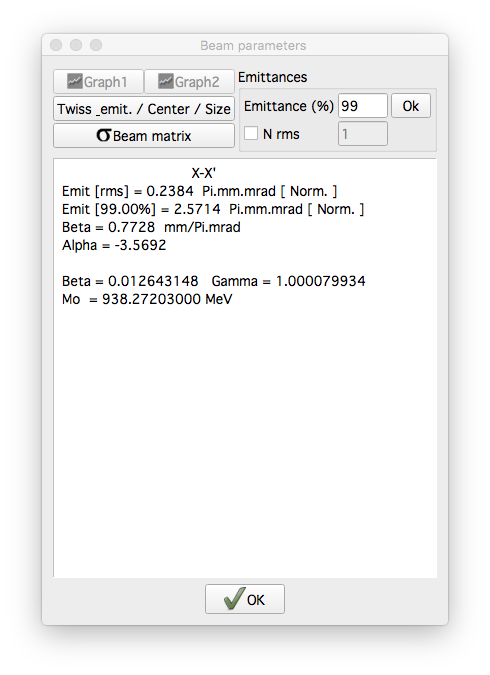 Beam parameters
Graph1
Graph2
Emittances
Twiss _emit. / Center / Size
Emittance (%) 99 Ok
Beam matrix
N rms 1
X-X'
Emit [rms] = 0.2384 Pi.mm.mrad [ Norm. ]
Emit [99.00%] = 2.5714 Pi.mm.mrad [ Norm. ]
Beta = 0.7728 mm/Pi.mrad
Alpha = -3.5692
Beta = 0.012643148 Gamma = 1.000079934
Mo = 938.27203000 MeV
OK